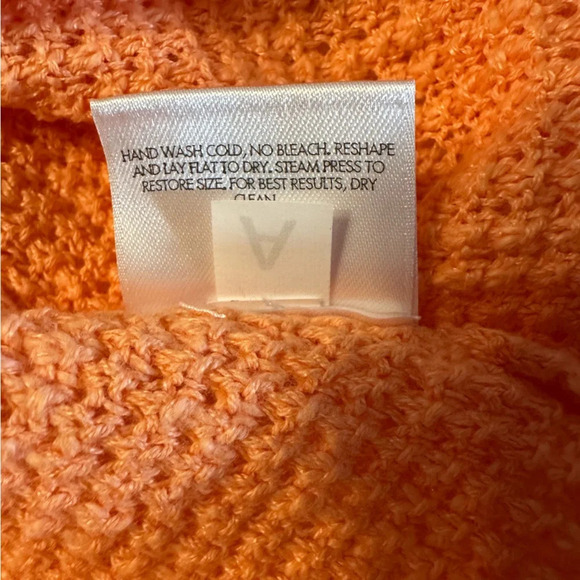 HAND WASH COLD, NO BLEACH. RESHAPE
AND LAY FLAT TO DRY. STEAM PRESS TO
RESTORE SIZE. FOR BEST RESULTS, DRY
CLEAN
A